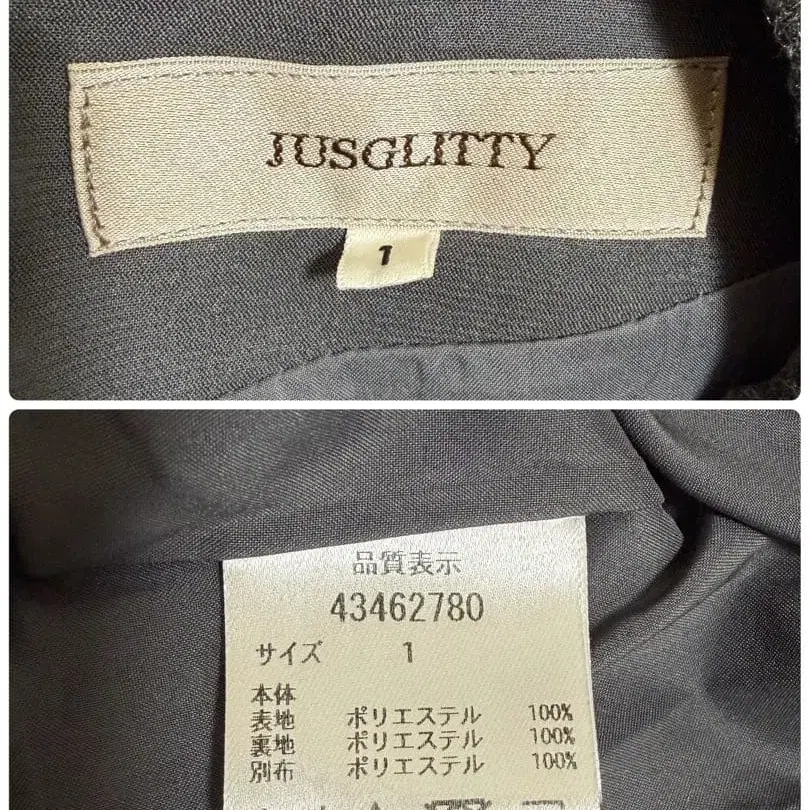 JUSGLITTY
1
品質表示
43462780
サイズ 1
本体
表地 ポリエステル 100%
裏地 ポリエステル 100%
別布 ポリエステル 100%